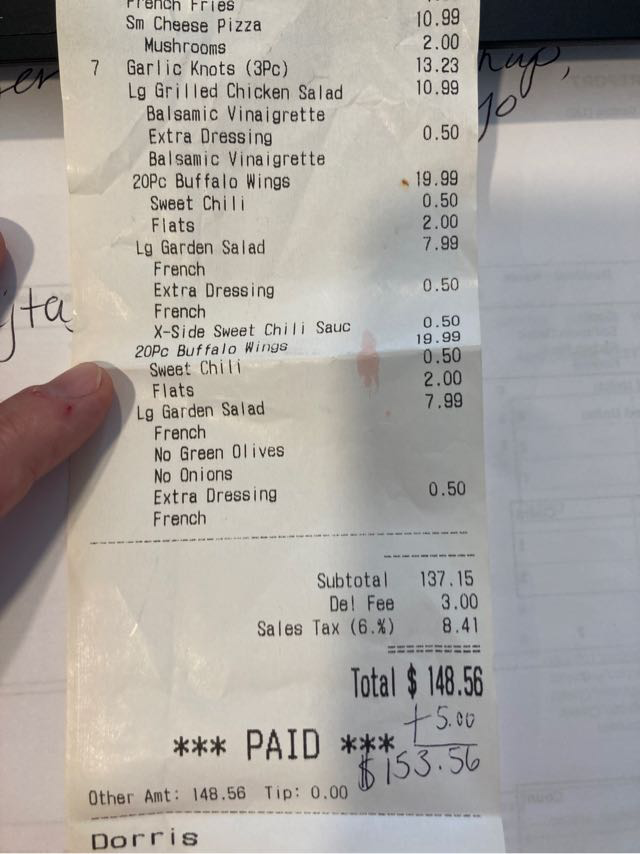 French Fries
Sm Cheese Pizza 10.99
Mushrooms 2.00
7 Garlic Knots (3Pc) 13.23
Lg Grilled Chicken Salad 10.99
Balsamic Vinaigrette
Extra Dressing 0.50
Balsamic Vinaigrette
20Pc Buffalo Wings 19.99
Sweet Chili 0.50
Flats 2.00
Lg Garden Salad 7.99
French
Extra Dressing 0.50
French
X-Side Sweet Chili Sauc 0.50
20Pc Buffalo Wings 19.99
Sweet Chili 0.50
Flats 2.00
Lg Garden Salad 7.99
French
No Green Olives
No Onions
Extra Dressing 0.50
French
Subtotal 137.15
Del Fee 3.00
Sales Tax (6.%) 8.41
Total $ 148.56
+5.00
*** PAID ***
$153.56
Other Amt: 148.56 Tip: 0.00
Dorris